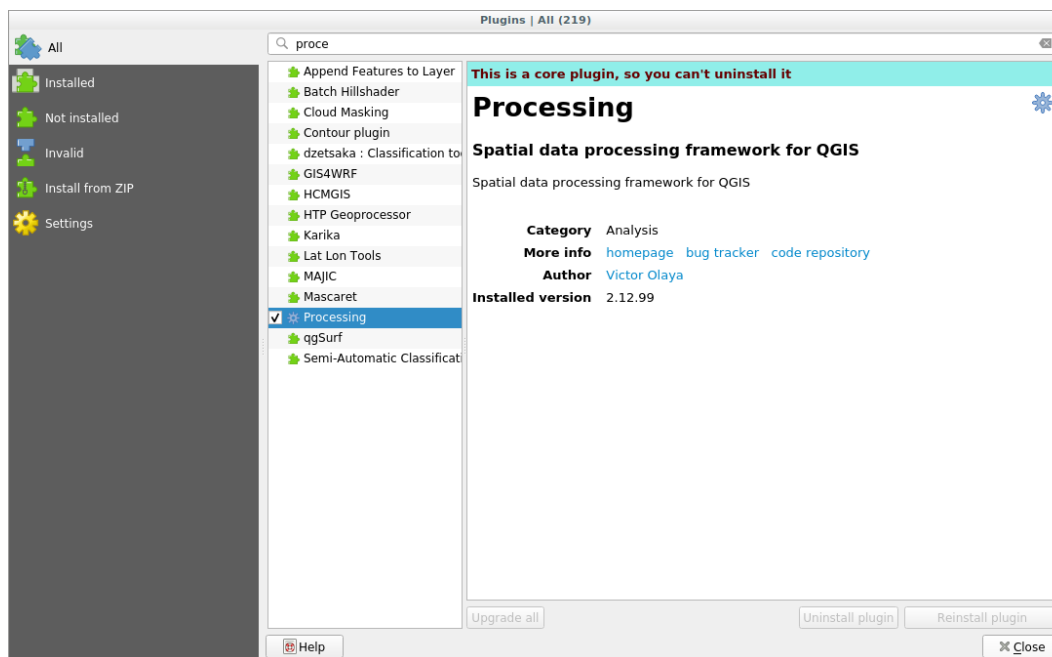 Plugins | All (219)
All
Installed
Not installed
Invalid
Install from ZIP
Settings
proce
Append Features to Layer
Batch Hillshader
Cloud Masking
Contour plugin
dzetsaka : Classification to
GIS4WRF
HCMGIS
HTP Geoprocessor
Karika
Lat Lon Tools
MAJIC
Mascaret
Processing
qgSurf
Semi-Automatic Classificati
This is a core plugin, so you can't uninstall it
Processing
Spatial data processing framework for QGIS
Spatial data processing framework for QGIS
Category Analysis
More info homepage bug tracker code repository
Author Victor Olaya
Installed version 2.12.99
Upgrade all Uninstall plugin Reinstall plugin
Help Close